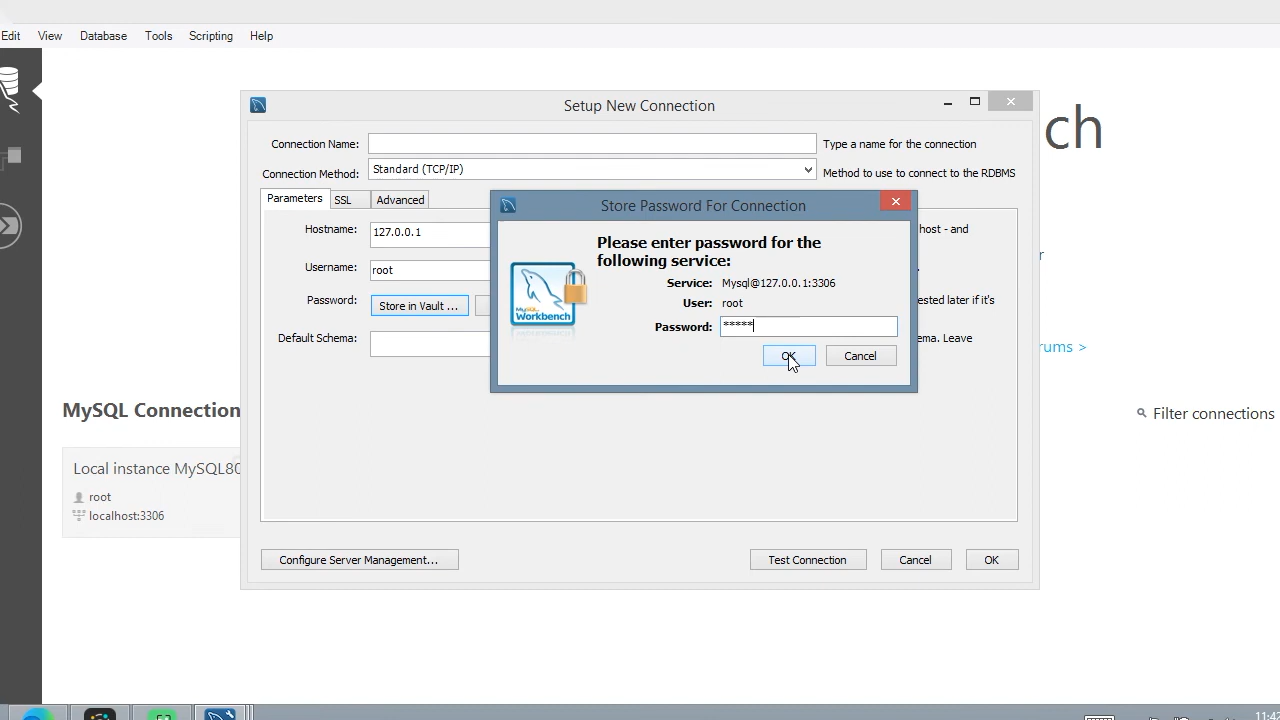 Edit View Database Tools Scripting Help
ch
Setup New Connection
Connection Name: Type a name for the connection
Connection Method: Standard (TCP/IP) Method to use to connect to the RDBMS
Parameters SSL Advanced
Hostname: 127.0.0.1 host - and
Username: root
Password: Store in Vault ... ested later if it's
Default Schema: ema. Leave
Store Password For Connection
Please enter password for the
following service:
Service: Mysql@127.0.0.1:3306
User: root
Password: *****
OK Cancel
MySQL
Workbench
r
rums >
MySQL Connection
Filter connections
Local instance MySQL80
root
localhost:3306
Configure Server Management... Test Connection Cancel OK